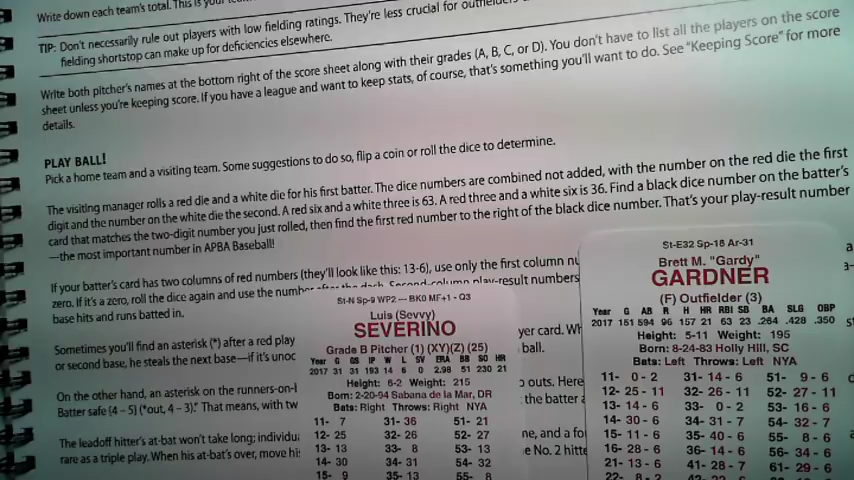 Write down each team's total. This is your
TIP: Don't necessarily rule out players with low fielding ratings. They're less crucial for outfielders
fielding shortstop can make up for deficiencies elsewhere.
Write both pitcher's names at the bottom right of the score sheet along with their grades (A, B, C, or D). You don't have to list all the players on the score
sheet unless you're keeping score. If you have a league and want to keep stats, of course, that's something you'll want to do. See "Keeping Score" for more
details.
PLAY BALL!
Pick a home team and a visiting team. Some suggestions to do so, flip a coin or roll the dice to determine.
The visiting manager rolls a red die and a white die for his first batter. The dice numbers are combined not added, with the number on the red die the first
digit and the number on the white die the second. A red six and a white three is 63. A red three and a white six is 36. Find a black dice number on the batter's
card that matches the two-digit number you just rolled, then find the first red number to the right of the black dice number. That's your play-result number
—the most important number in APBA Baseball!
If your batter's card has two columns of red numbers (they'll look like this: 13-6), use only the first column
zero. If it's a zero, roll the dice again and use the number after the dash. Second-column play-result numbers
base hits and runs batted in.
Sometimes you'll find an asterisk (*) after a red play
or second base, he steals the next base—if it's
On the other hand, an asterisk on the runners-on-
Batter safe (4 – 5) (*out, 4 – 3)." That means, with
The leadoff hitter's at-bat won't take long;
rare as a triple play. When his at-bat's over, move
yer card.
ball.
outs. Here
the batter
ne, and a
e No. 2
St-N Sp-9 WP2 — BK0 MF+1 - Q3
Luis (Sevvy)
SEVERINO
Grade B Pitcher (1) (XY)(Z) (25)
Year G GS IP W L SV ERA BB SO HR
2017 31 31 193 14 6 0 2.98 51 230 21
Height: 6-2 Weight: 215
Born: 2-20-94 Sabana de la Mar, DR
Bats: Right Throws: Right NYA
11- 7 31- 36 51- 21
12- 25 32- 26 52- 27
13- 13 33- 8 53- 13
14- 30 34- 31 54- 32
15- 9 35- 13 55- 8
St-E32 Sp-16 Ar-31
Brett M. "Gardy"
GARDNER
(F) Outfielder (3)
Year G AB R H HR RBI SB BA SLG OBP
2017 151 594 96 157 21 63 23 .264 .428 .350
Height: 5-11 Weight: 195
Born: 8-24-83 Holly Hill, SC
Bats: Left Throws: Left NYA
11- 0 - 2 31- 14 - 6 51- 9 - 6
12- 25 - 11 32- 26 - 11 52- 27 - 11
13- 14 - 6 33- 0 - 2 53- 16 - 6
14- 30 - 6 34- 31 - 7 54- 32 - 7
15- 11 - 6 35- 40 - 6 55- 8 - 6
16- 28 - 6 36- 14 - 6 56- 34 - 6
21- 13 - 6 41- 28 - 7 61- 29 - 6